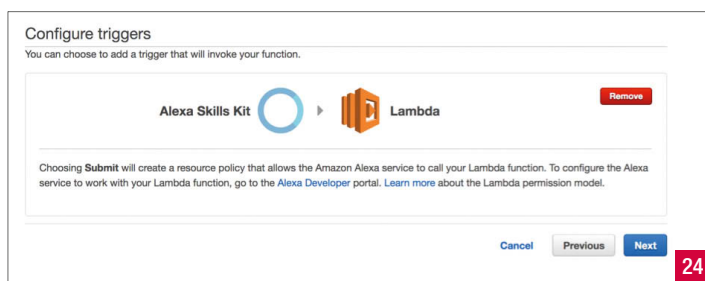 Configure triggers
You can choose to add a trigger that will invoke your function.
Remove
Alexa Skills Kit Lambda
Choosing Submit will create a resource policy that allows the Amazon Alexa service to call your Lambda function. To configure the Alexa
service to work with your Lambda function, go to the Alexa Developer portal. Learn more about the Lambda permission model.
Cancel Previous Next
24